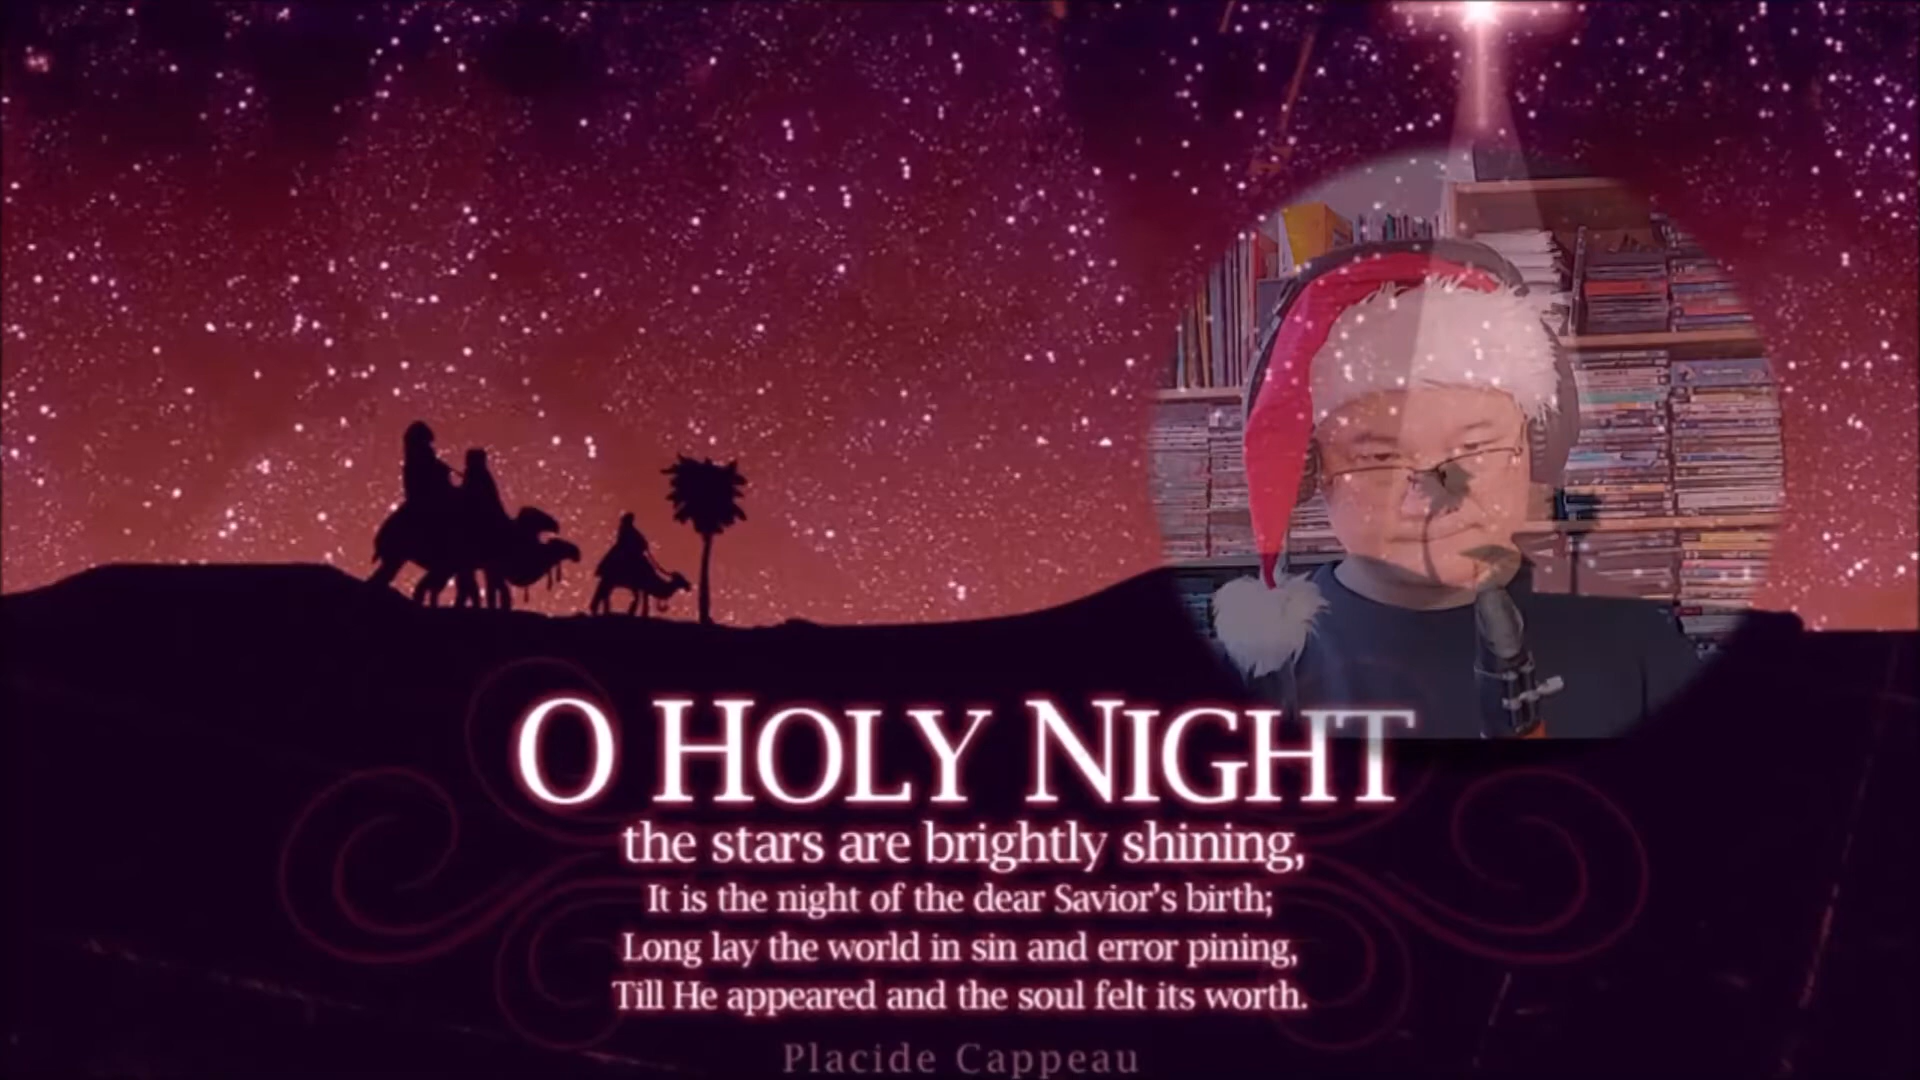 O HOLY NIGHT
the stars are brightly shining,
It is the night of the dear Savior's birth;
Long lay the world in sin and error pining,
Till He appeared and the soul felt its worth.
Placide Cappeau